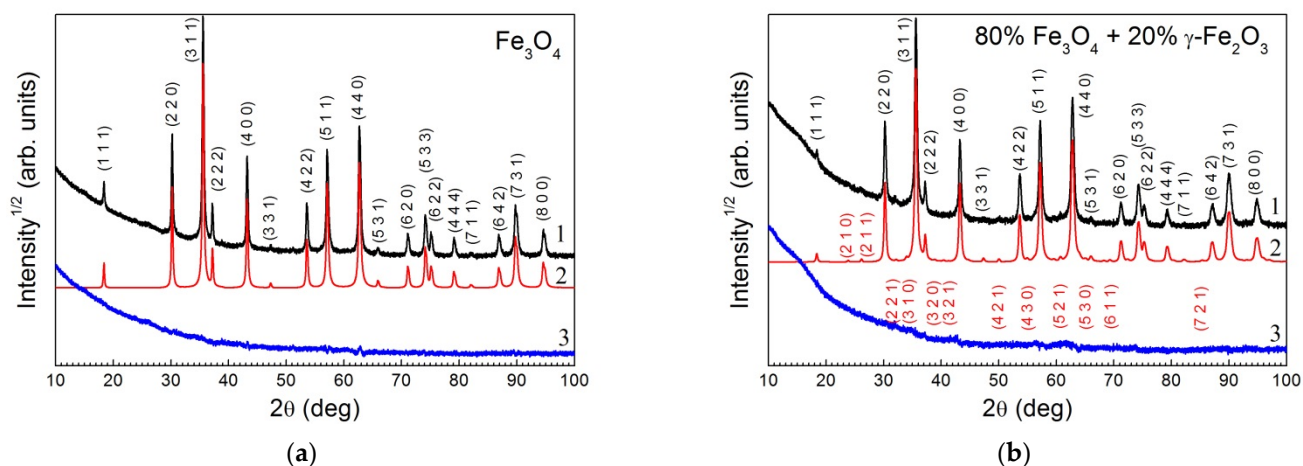 Fe₃O₄
Intensity¹ᐟ² (arb. units)
(1 1 1)
(2 2 0)
(3 1 1)
(2 2 2)
(4 0 0)
(3 3 1)
(4 2 2)
(5 1 1)
(4 4 0)
(5 3 1)
(6 2 0)
(5 3 3)
(6 2 2)
(4 4 4)
(7 1 1)
(6 4 2)
(7 3 1)
(8 0 0)
1
2
3
10 20 30 40 50 60 70 80 90 100
2θ (deg)
(a)
80% Fe₃O₄ + 20% γ-Fe₂O₃
Intensity¹ᐟ² (arb. units)
(1 1 1)
(2 2 0)
(3 1 1)
(2 2 2)
(4 0 0)
(3 3 1)
(4 2 2)
(5 1 1)
(4 4 0)
(5 3 1)
(6 2 0)
(5 3 3)
(6 2 2)
(4 4 4)
(7 1 1)
(6 4 2)
(7 3 1)
(8 0 0)
1
(2 1 0)
(2 1 1)
2
(2 2 1)
(3 1 0)
(3 2 0)
(3 2 1)
(4 2 1)
(4 3 0)
(5 2 1)
(5 3 0)
(6 1 1)
(7 2 1)
3
10 20 30 40 50 60 70 80 90 100
2θ (deg)
(b)